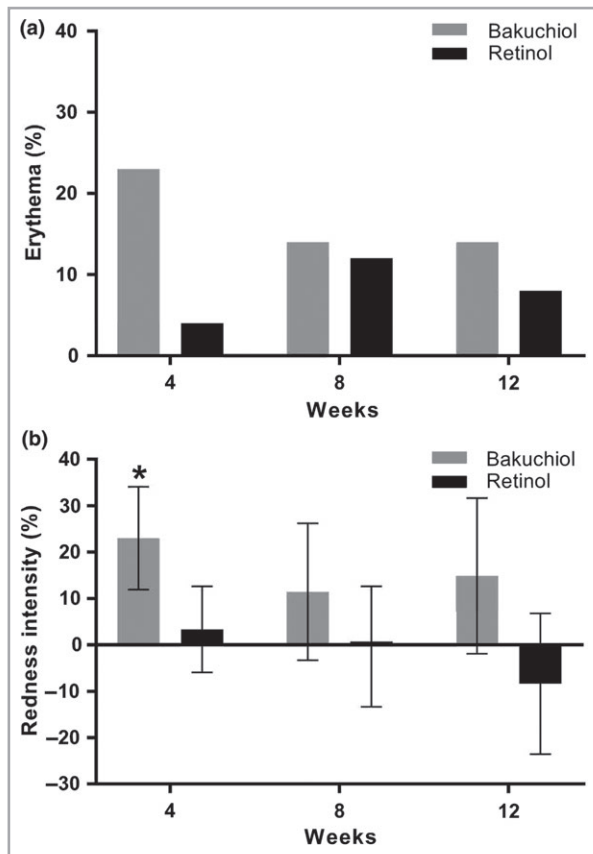 (a)
40
Bakuchiol
Retinol
30
Erythema (%)
20
10
0
4 8 12
Weeks
(b)
40
Bakuchiol
*
30
Retinol
20
Redness intensity (%)
10
0
–10
–20
–30
4 8 12
Weeks